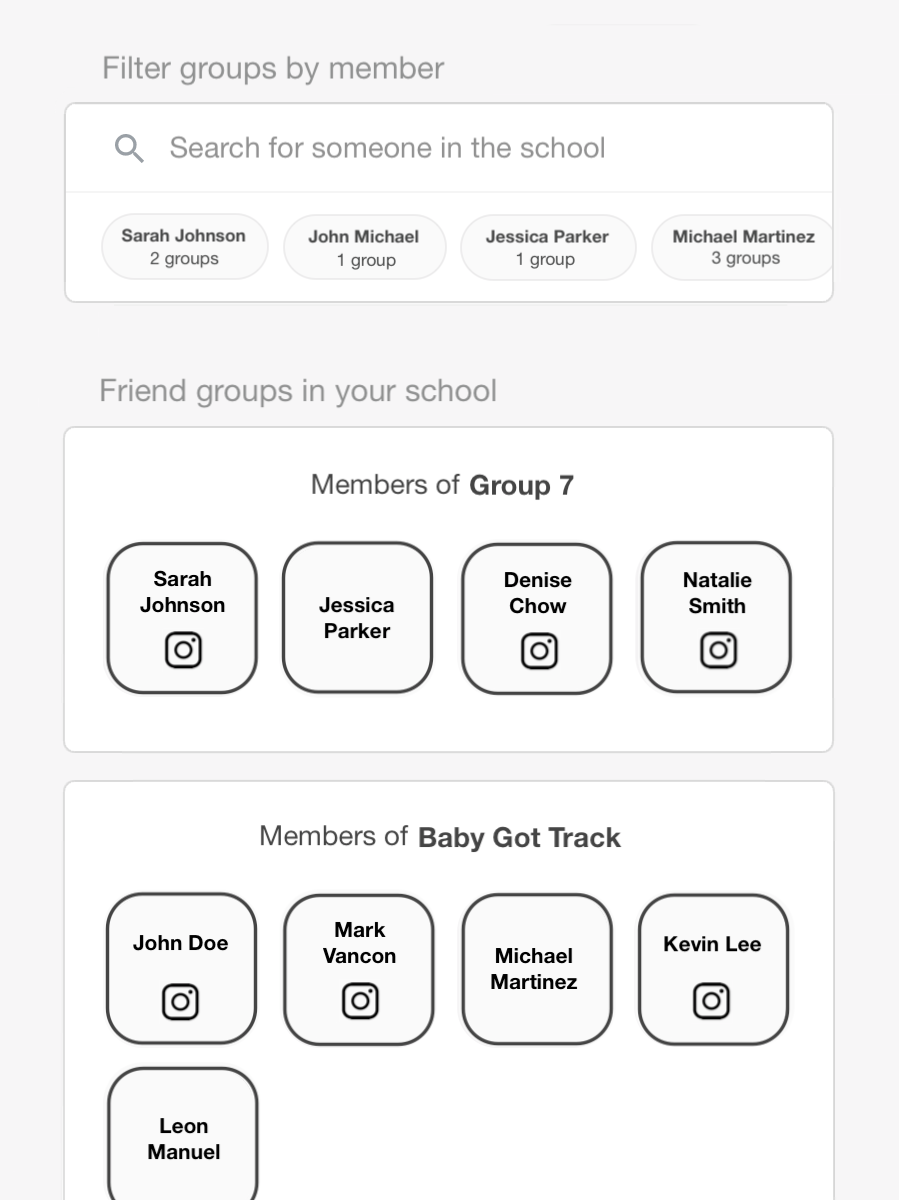 Filter groups by member
Search for someone in the school
Sarah Johnson
2 groups
John Michael
1 group
Jessica Parker
1 group
Michael Martinez
3 groups
Friend groups in your school
Members of Group 7
Sarah
Johnson
Jessica
Parker
Denise
Chow
Natalie
Smith
Members of Baby Got Track
John Doe
Mark
Vancon
Michael
Martinez
Kevin Lee
Leon
Manuel